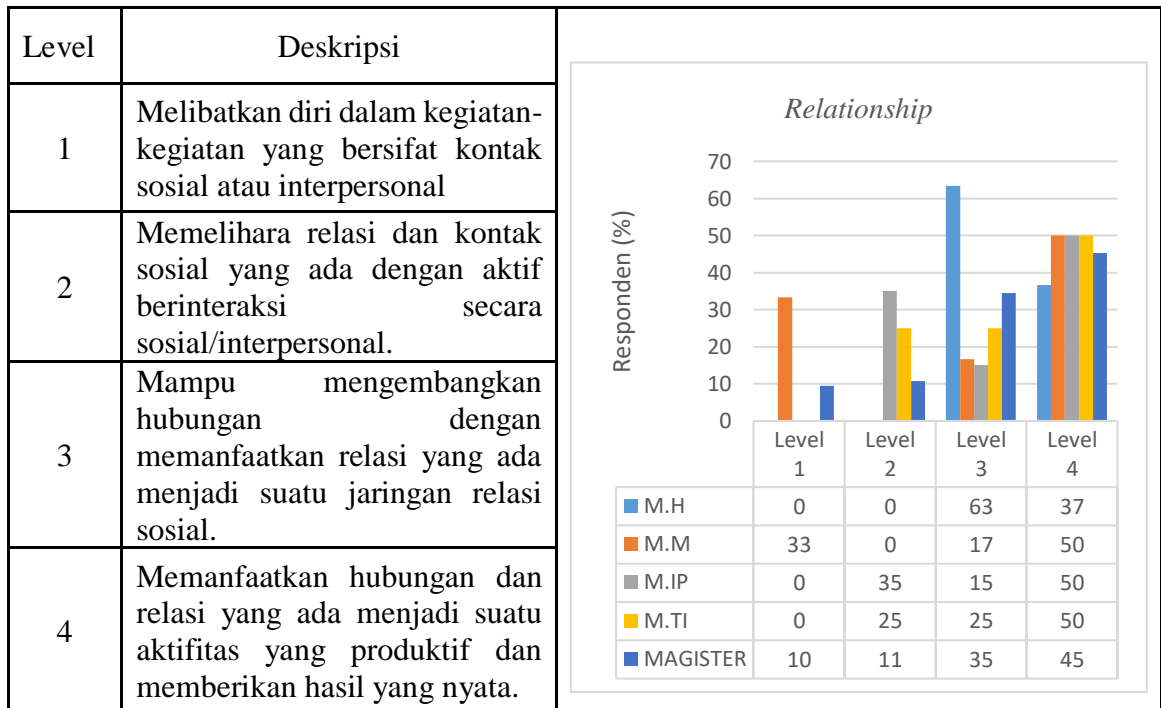 Level Deskripsi
1 Melibatkan diri dalam kegiatan-
kegiatan yang bersifat kontak
sosial atau interpersonal
2 Memelihara relasi dan kontak
sosial yang ada dengan aktif
berinteraksi secara
sosial/interpersonal.
3 Mampu mengembangkan
hubungan dengan
memanfaatkan relasi yang ada
menjadi suatu jaringan relasi
sosial.
4 Memanfaatkan hubungan dan
relasi yang ada menjadi suatu
aktifitas yang produktif dan
memberikan hasil yang nyata.
Relationship
Responden (%)
70
60
50
40
30
20
10
0
Level 1 Level 2 Level 3 Level 4
M.H 0 0 63 37
M.M 33 0 17 50
M.IP 0 35 15 50
M.TI 0 25 25 50
MAGISTER 10 11 35 45